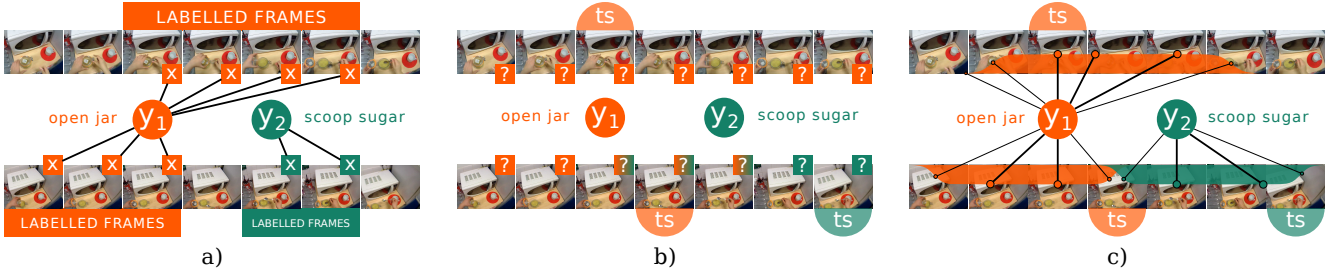 LABELLED FRAMES
x x x x
open jar y1 y2 scoop sugar
x x x x x
LABELLED FRAMES LABELLED FRAMES
a)
ts
? ? ? ? ? ?
open jar y1 y2 scoop sugar
? ? ? ? ? ? ?
ts ts
b)
ts
open jar y1 y2 scoop sugar
ts ts
c)